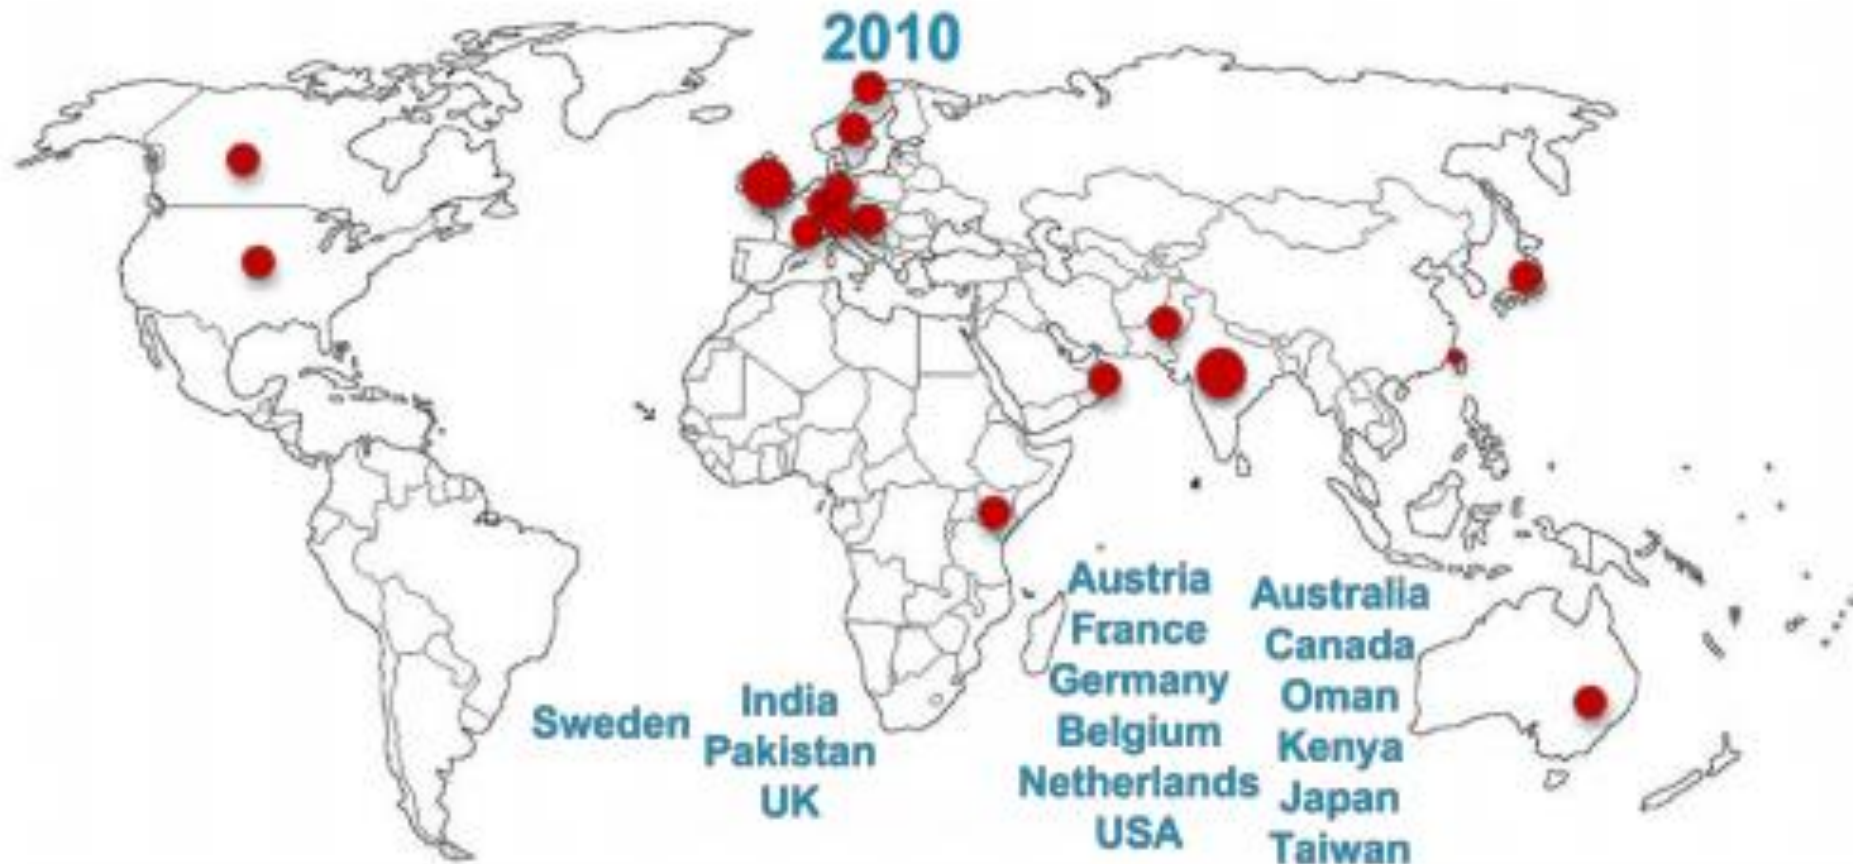 2010
Sweden
India
Pakistan
UK
Austria
France
Germany
Belgium
Netherlands
USA
Australia
Canada
Oman
Kenya
Japan
Taiwan